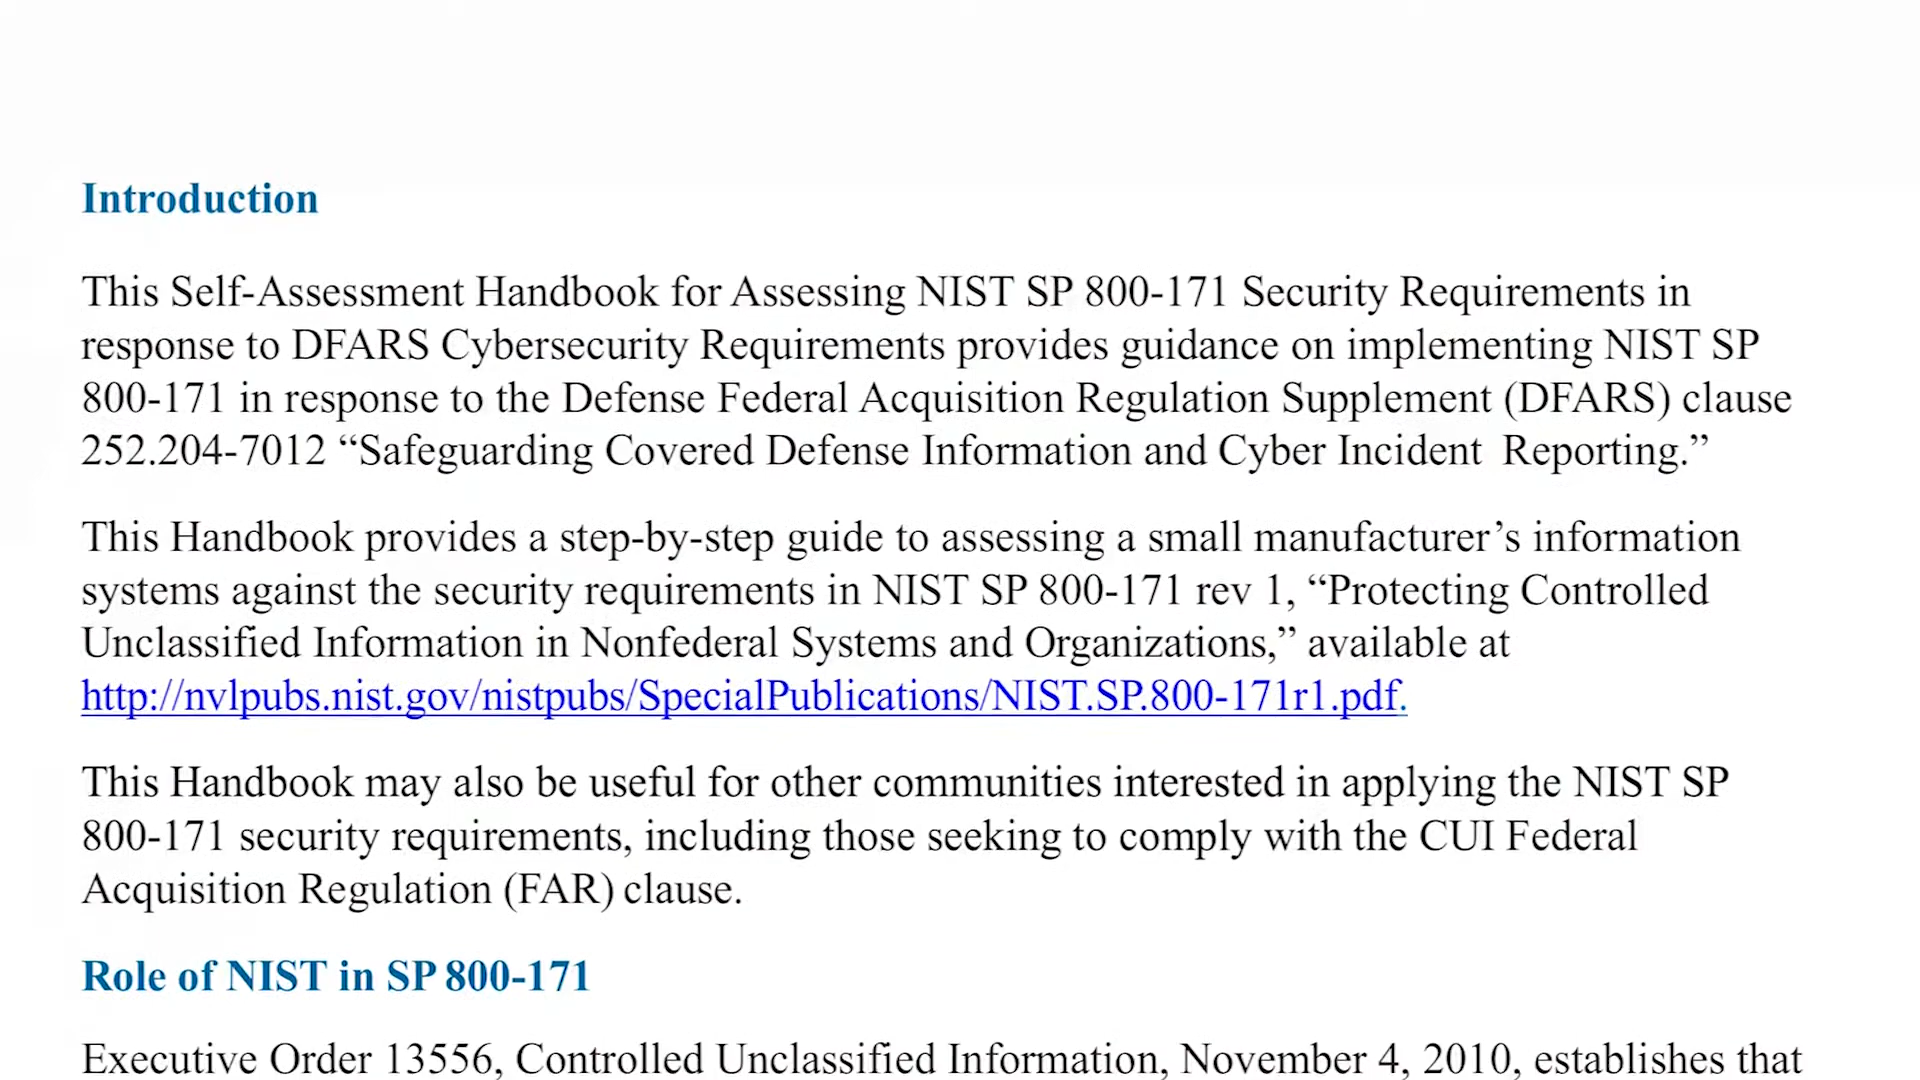 Introduction
This Self-Assessment Handbook for Assessing NIST SP 800-171 Security Requirements in
response to DFARS Cybersecurity Requirements provides guidance on implementing NIST SP
800-171 in response to the Defense Federal Acquisition Regulation Supplement (DFARS) clause
252.204-7012 “Safeguarding Covered Defense Information and Cyber Incident Reporting.”
This Handbook provides a step-by-step guide to assessing a small manufacturer’s information
systems against the security requirements in NIST SP 800-171 rev 1, “Protecting Controlled
Unclassified Information in Nonfederal Systems and Organizations,” available at
http://nvlpubs.nist.gov/nistpubs/SpecialPublications/NIST.SP.800-171r1.pdf.
This Handbook may also be useful for other communities interested in applying the NIST SP
800-171 security requirements, including those seeking to comply with the CUI Federal
Acquisition Regulation (FAR) clause.
Role of NIST in SP 800-171
Executive Order 13556, Controlled Unclassified Information, November 4, 2010, establishes that